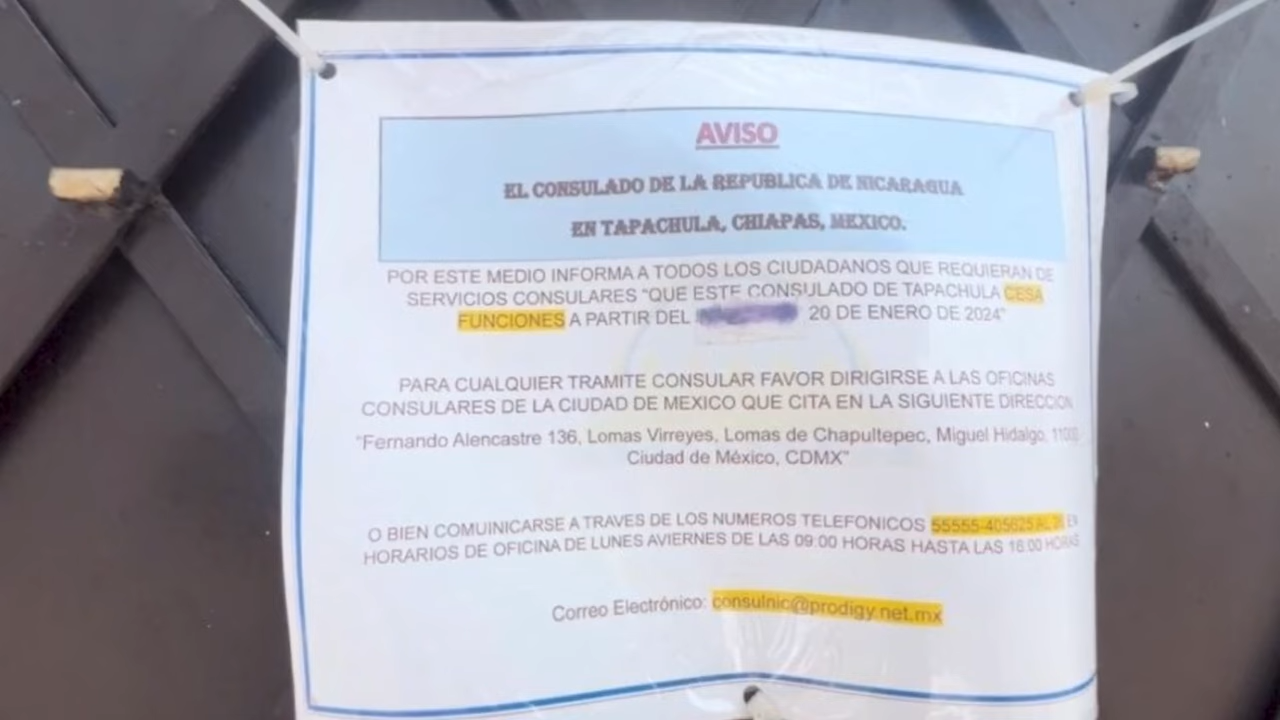 AVISO
EL CONSULADO DE LA REPUBLICA DE NICARAGUA
EN TAPACHULA, CHIAPAS, MEXICO.
POR ESTE MEDIO INFORMA A TODOS LOS CIUDADANOS QUE REQUIERAN DE
SERVICIOS CONSULARES "QUE ESTE CONSULADO DE TAPACHULA CESA
FUNCIONES A PARTIR DEL 20 DE ENERO DE 2024"
PARA CUALQUIER TRAMITE CONSULAR FAVOR DIRIGIRSE A LAS OFICINAS
CONSULARES DE LA CIUDAD DE MEXICO QUE CITA EN LA SIGUIENTE DIRECCION
"Fernando Alencastre 136, Lomas Virreyes, Lomas de Chapultepec, Miguel Hidalgo,
Ciudad de México, CDMX"
O BIEN COMUINICARSE A TRAVES DE LOS NUMEROS TELEFONICOS 55555-405625 AL EN
HORARIOS DE OFICINA DE LUNES AVIERNES DE LAS 09:00 HORAS HASTA LAS 16:00 HORAS
Correo Electrónico: consulnic@prodigy.net.mx